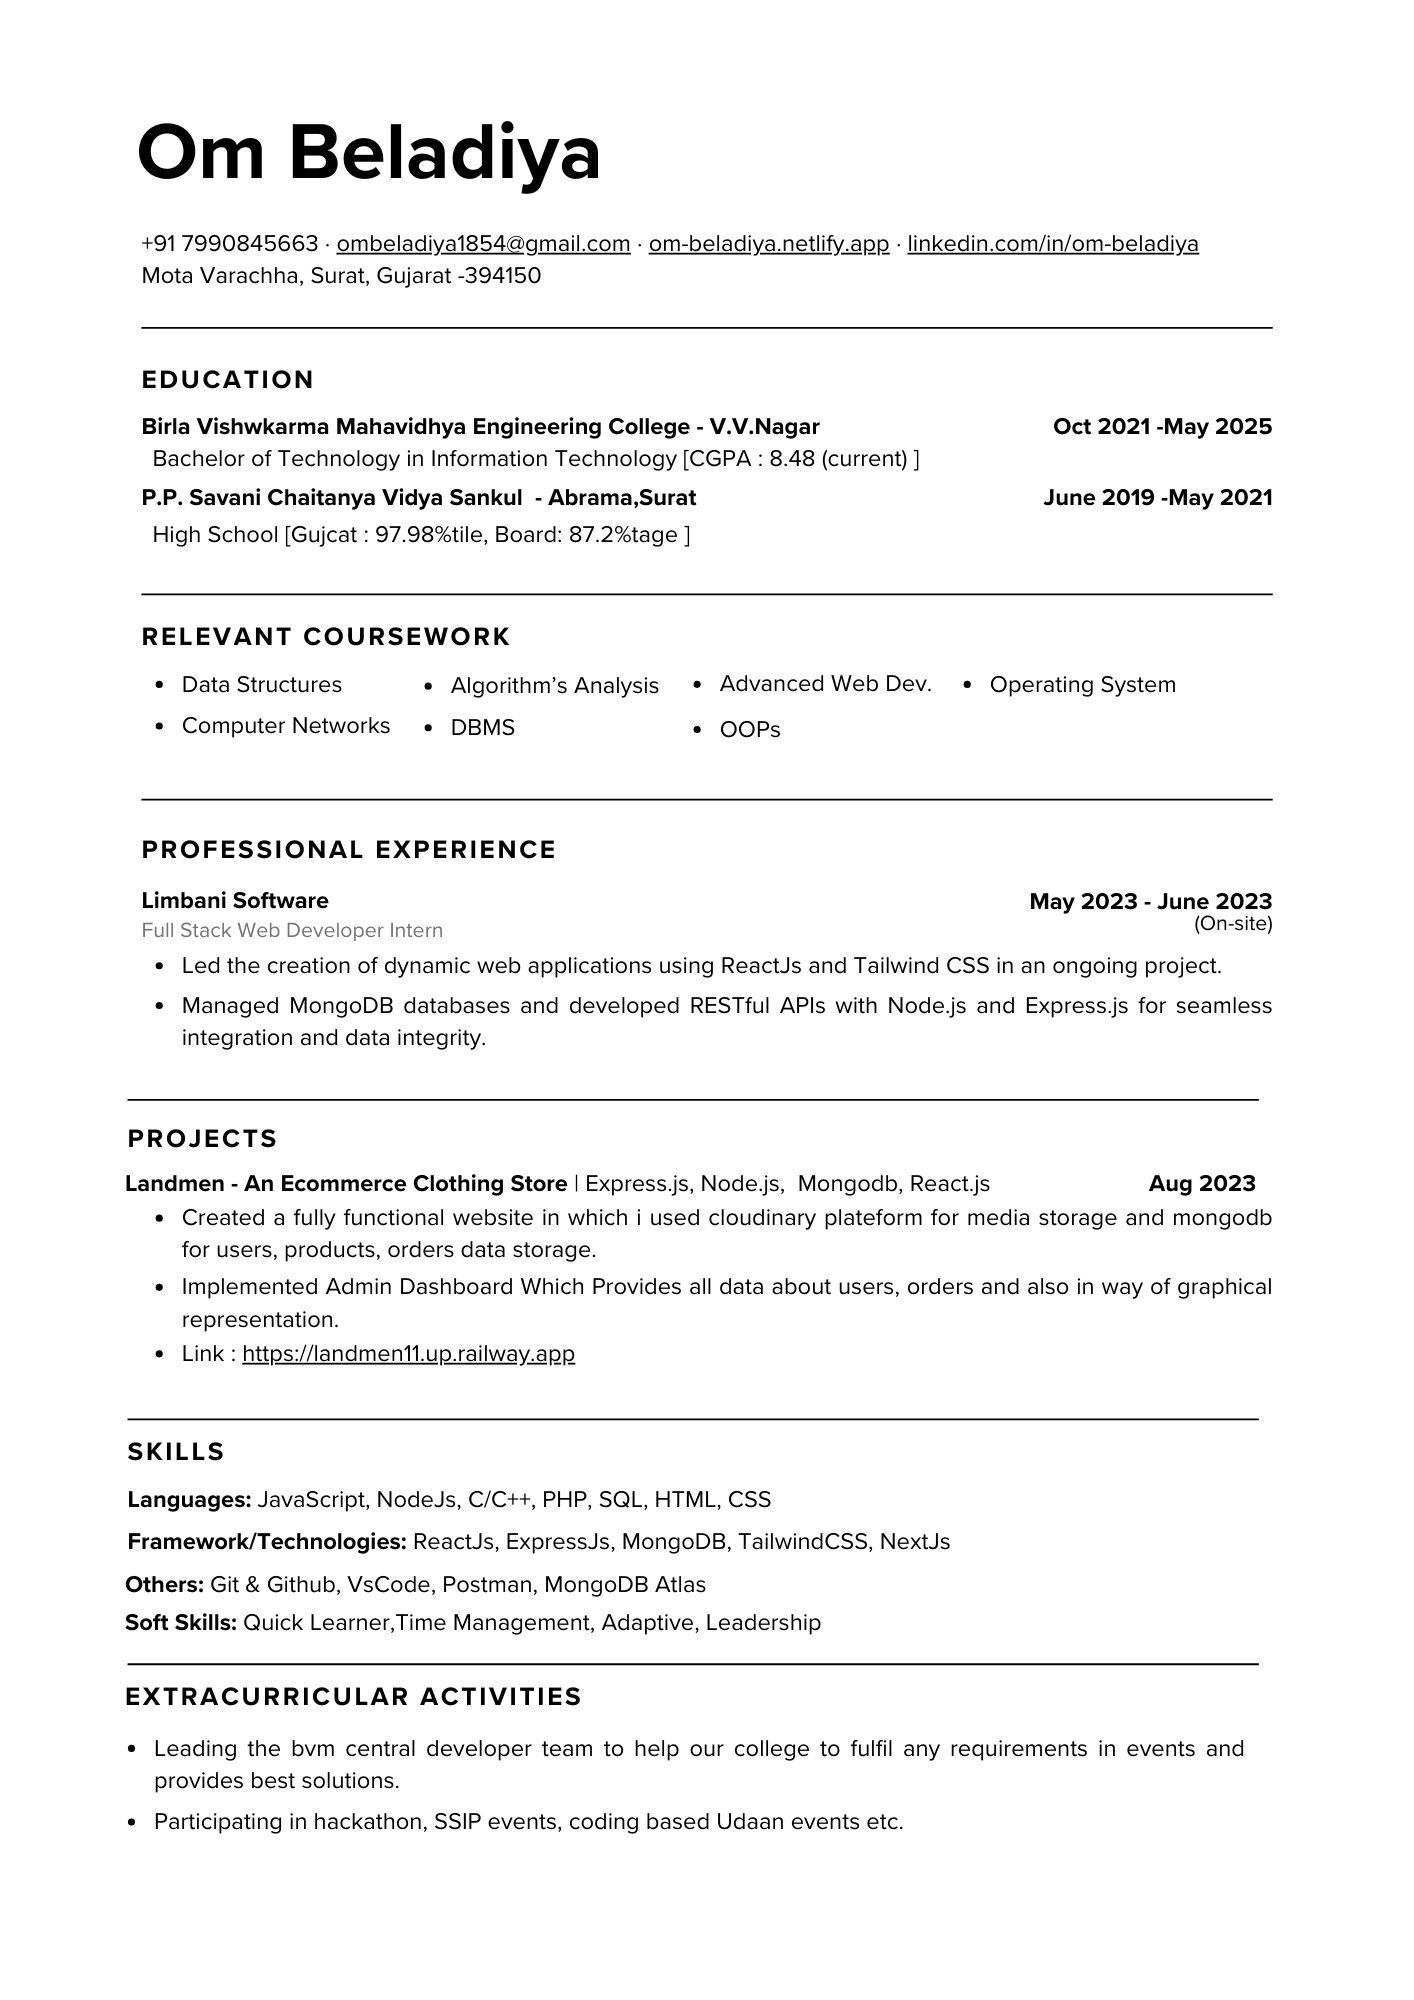 Om Beladiya
+91 7990845663 · ombeladiya1854@gmail.com · om-beladiya.netlify.app · linkedin.com/in/om-beladiya
Mota Varachha, Surat, Gujarat -394150
EDUCATION
Birla Vishwkarma Mahavidhya Engineering College - V.V.Nagar Oct 2021 -May 2025
Bachelor of Technology in Information Technology [CGPA : 8.48 (current) ]
P.P. Savani Chaitanya Vidya Sankul - Abrama,Surat June 2019 -May 2021
High School [Gujcat : 97.98%tile, Board: 87.2%tage ]
RELEVANT COURSEWORK
• Data Structures • Algorithm’s Analysis • Advanced Web Dev. • Operating System
• Computer Networks • DBMS • OOPs
PROFESSIONAL EXPERIENCE
Limbani Software May 2023 - June 2023
Full Stack Web Developer Intern (On-site)
• Led the creation of dynamic web applications using ReactJs and Tailwind CSS in an ongoing project.
• Managed MongoDB databases and developed RESTful APIs with Node.js and Express.js for seamless
integration and data integrity.
PROJECTS
Landmen - An Ecommerce Clothing Store | Express.js, Node.js, Mongodb, React.js Aug 2023
• Created a fully functional website in which i used cloudinary plateform for media storage and mongodb
for users, products, orders data storage.
• Implemented Admin Dashboard Which Provides all data about users, orders and also in way of graphical
representation.
• Link : https://landmen11.up.railway.app
SKILLS
Languages: JavaScript, NodeJs, C/C++, PHP, SQL, HTML, CSS
Framework/Technologies: ReactJs, ExpressJs, MongoDB, TailwindCSS, NextJs
Others: Git & Github, VsCode, Postman, MongoDB Atlas
Soft Skills: Quick Learner,Time Management, Adaptive, Leadership
EXTRACURRICULAR ACTIVITIES
• Leading the bvm central developer team to help our college to fulfil any requirements in events and
provides best solutions.
• Participating in hackathon, SSIP events, coding based Udaan events etc.